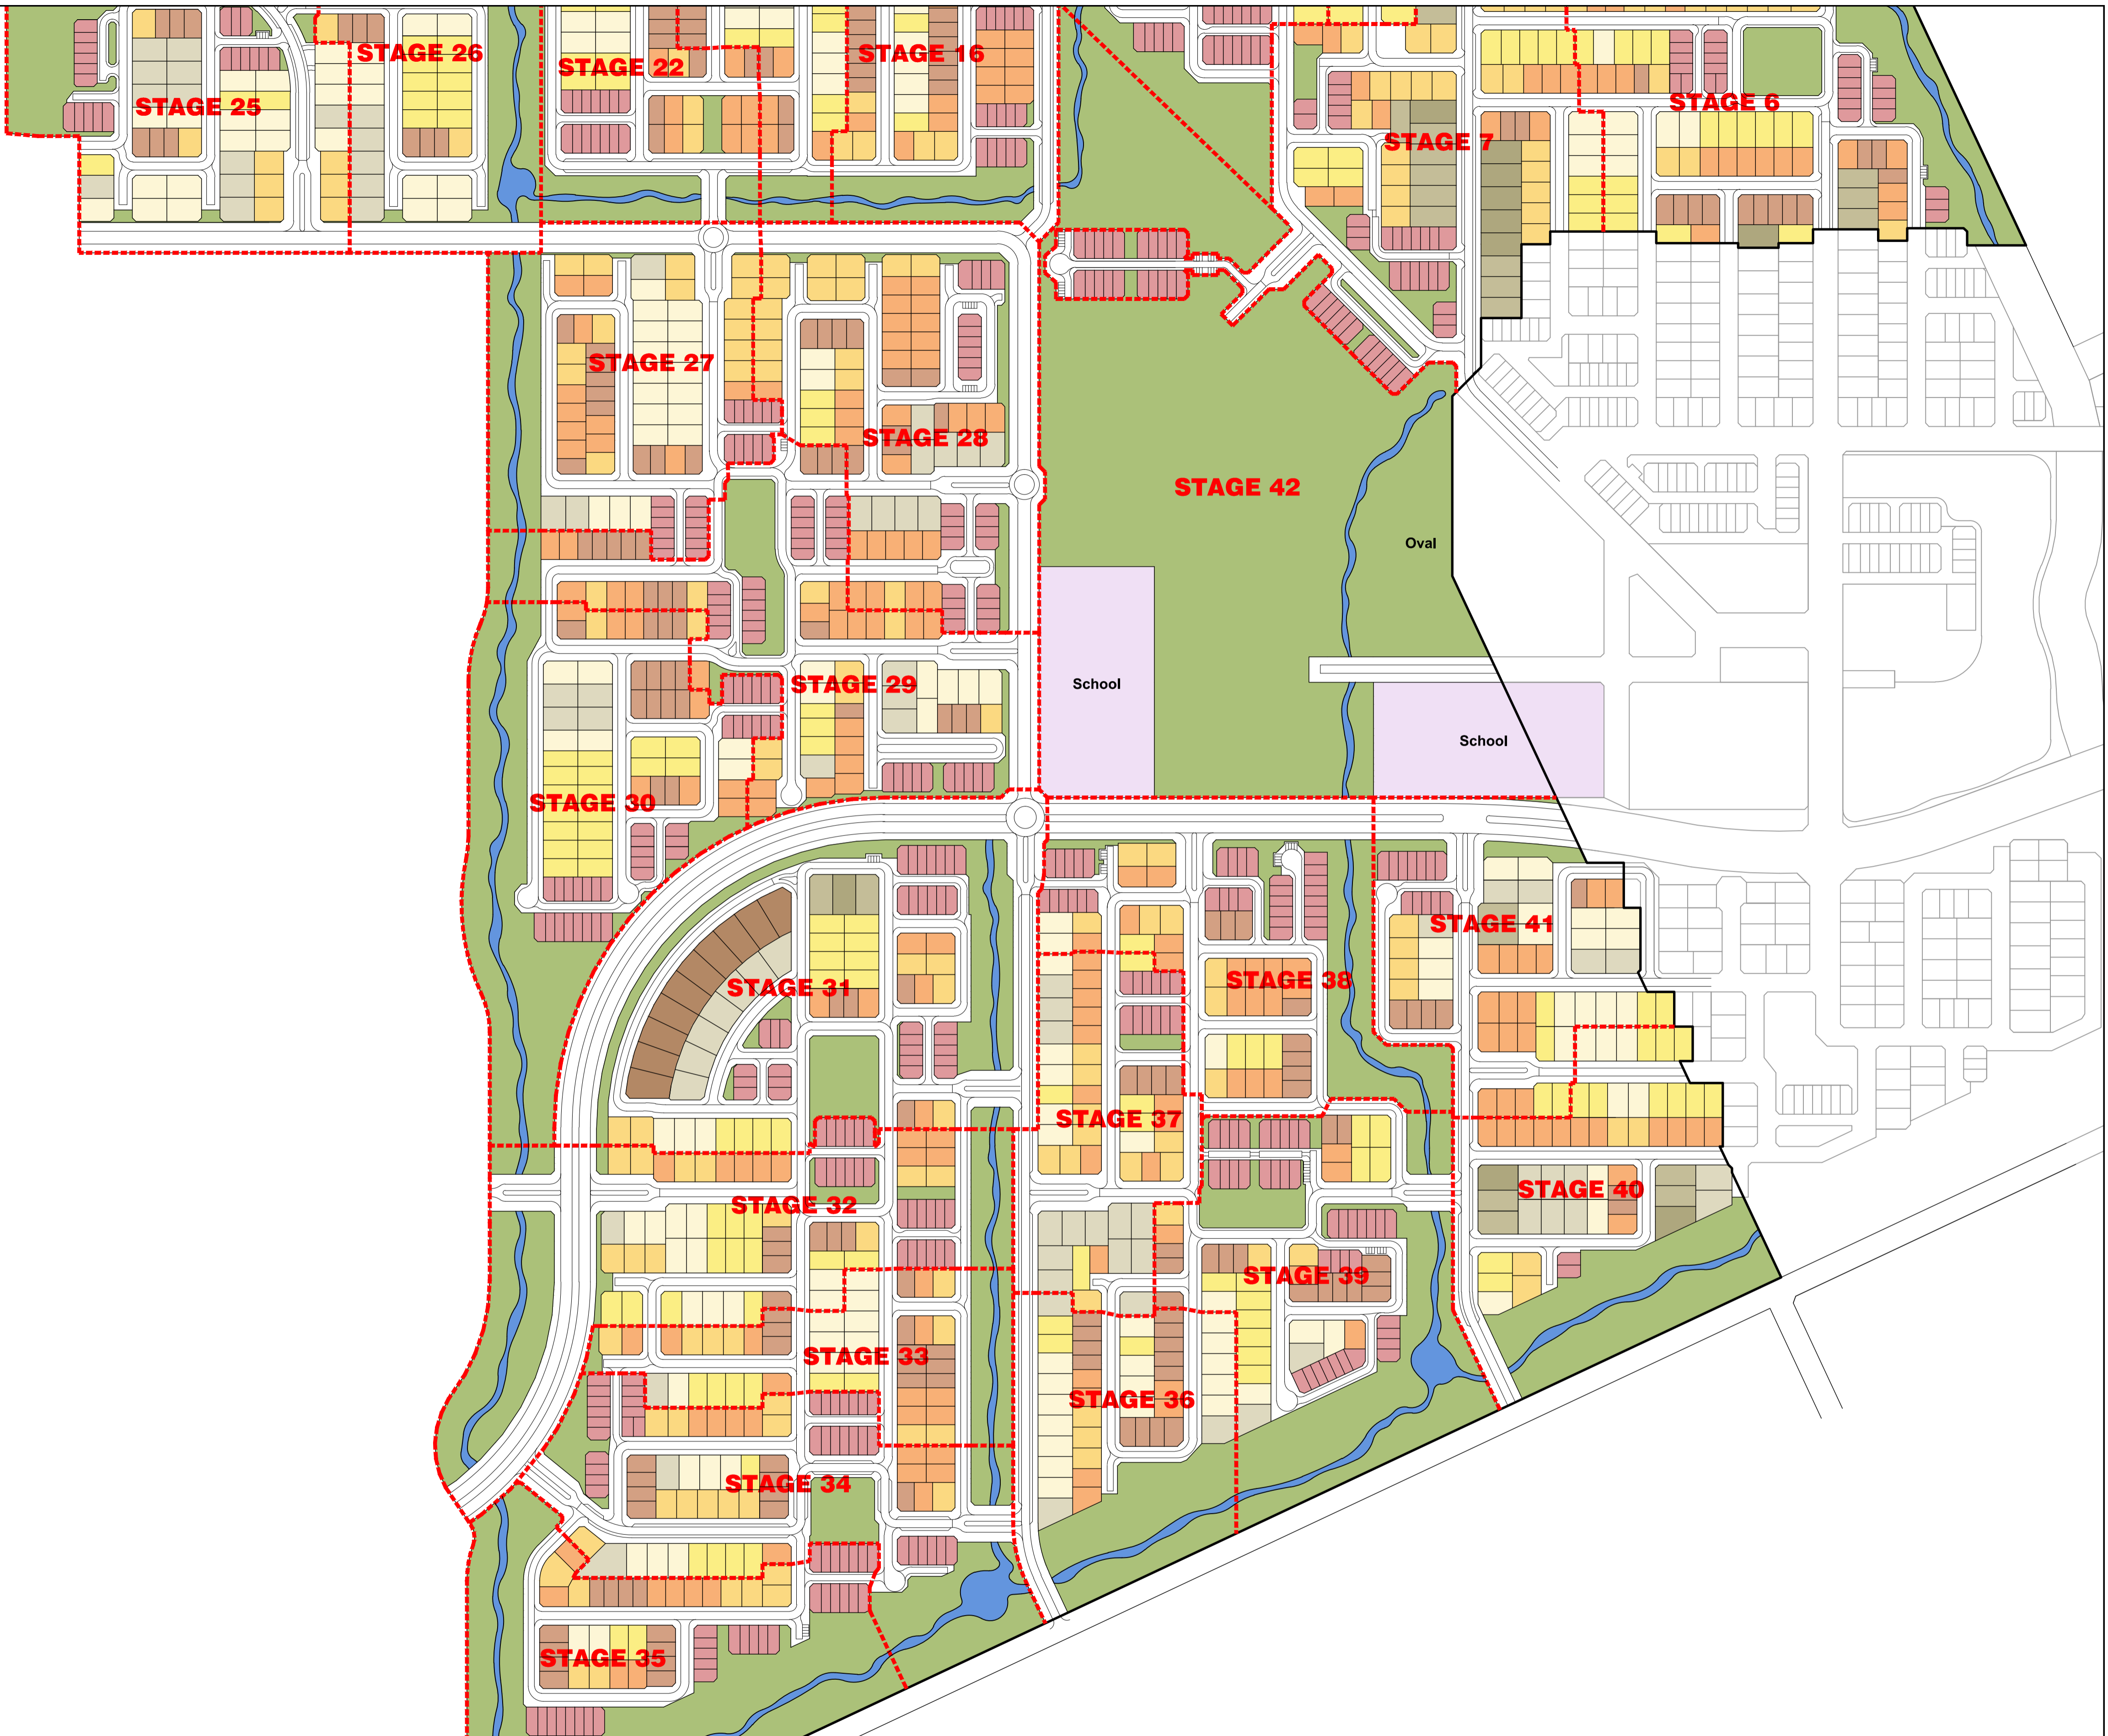 STAGE 26
STAGE 22
STAGE 16
STAGE 25
STAGE 6
STAGE 7
STAGE 27
STAGE 28
STAGE 42
Oval
School
STAGE 29
School
STAGE 30
STAGE 41
STAGE 31
STAGE 38
STAGE 37
STAGE 32
STAGE 40
STAGE 39
STAGE 33
STAGE 36
STAGE 34
STAGE 35